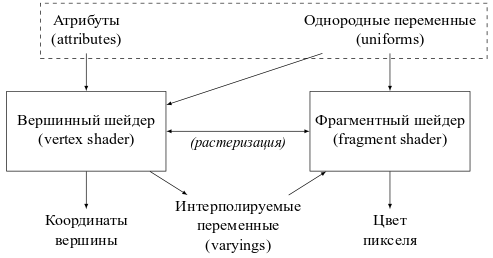 Атрибуты
(attributes)
Однородные переменные
(uniforms)
Вершинный шейдер
(vertex shader)
(растеризация)
Фрагментный шейдер
(fragment shader)
Координаты
вершины
Интерполируемые
переменные
(varyings)
Цвет
пикселя